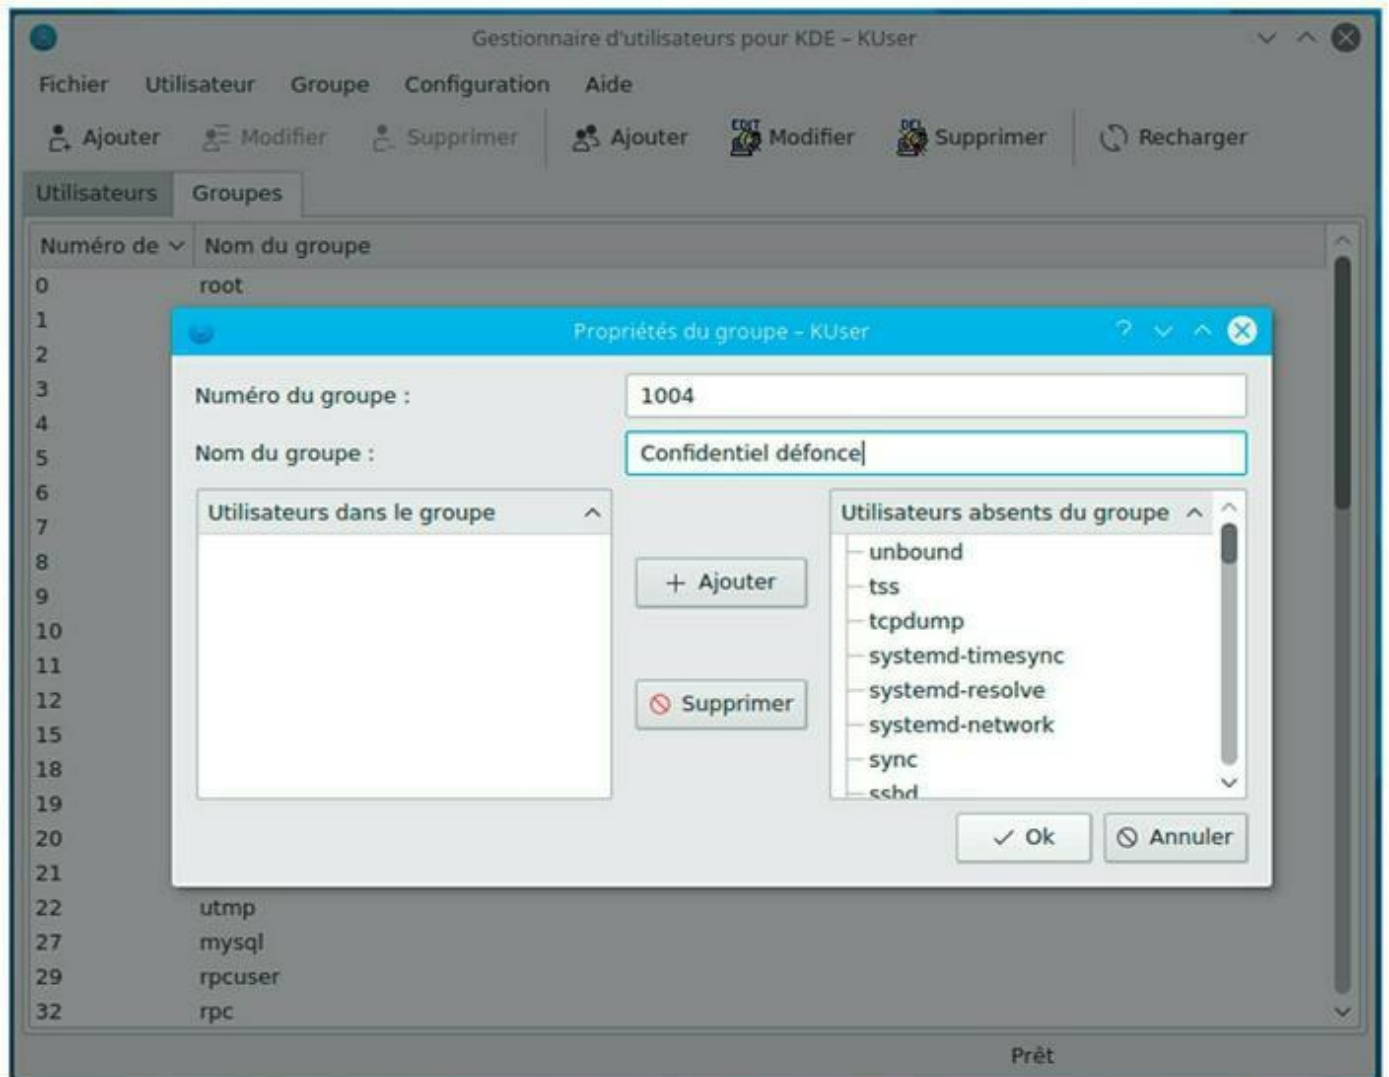 Gestionnaire d'utilisateurs pour KDE – KUser
Fichier Utilisateur Groupe Configuration Aide
Ajouter Modifier Supprimer Ajouter EDIT Modifier DEL Supprimer Recharger
Utilisateurs Groupes
Numéro de Nom du groupe
0 root
1
Propriétés du groupe – KUser
2
3
Numéro du groupe : 1004
4
Nom du groupe : Confidentiel défonce
5
6
Utilisateurs dans le groupe Utilisateurs absents du groupe
7
8
unbound
9
+ Ajouter
tss
10
tcpdump
11
systemd-timesync
12
systemd-resolve
Supprimer
15
systemd-network
18
sync
19
sshd
20
Ok Annuler
21
22 utmp
27 mysql
29 rpcuser
32 rpc
Prêt